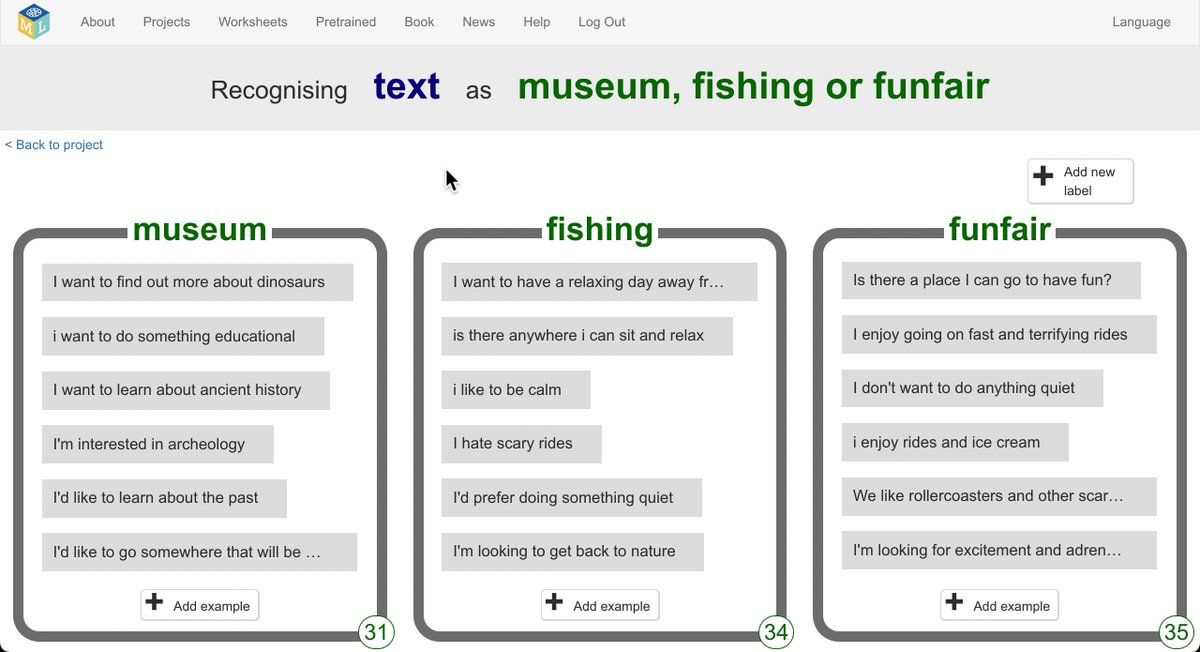 ML
About Projects Worksheets Pretrained Book News Help Log Out Language
Recognising text as museum, fishing or funfair
< Back to project
Add new
label
museum
I want to find out more about dinosaurs
i want to do something educational
I want to learn about ancient history
I'm interested in archeology
I'd like to learn about the past
I'd like to go somewhere that will be …
Add example
31
fishing
I want to have a relaxing day away fr…
is there anywhere i can sit and relax
i like to be calm
I hate scary rides
I'd prefer doing something quiet
I'm looking to get back to nature
Add example
34
funfair
Is there a place I can go to have fun?
I enjoy going on fast and terrifying rides
I don't want to do anything quiet
i enjoy rides and ice cream
We like rollercoasters and other scar…
I'm looking for excitement and adren…
Add example
35